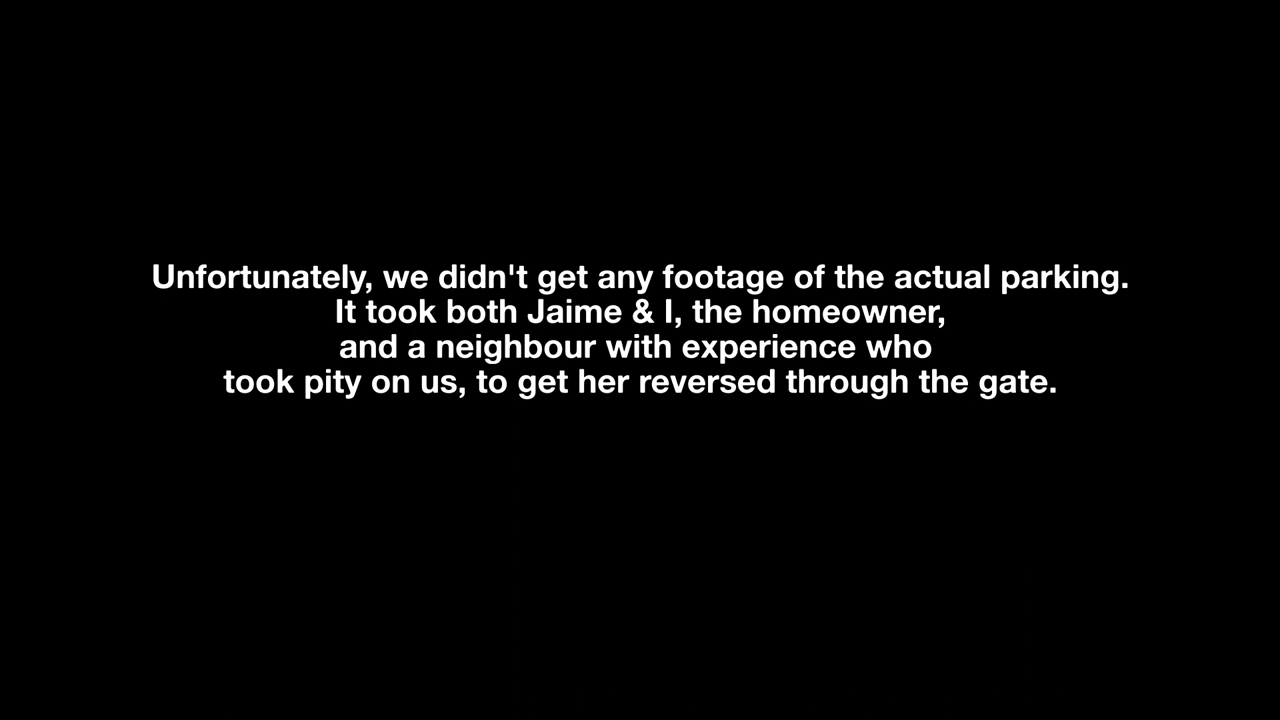 Unfortunately, we didn't get any footage of the actual parking.
It took both Jaime & I, the homeowner,
and a neighbour with experience who
took pity on us, to get her reversed through the gate.